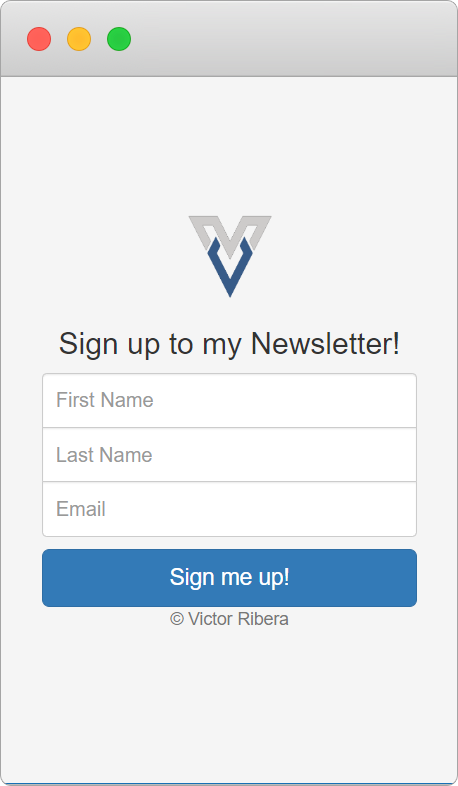 Sign up to my Newsletter!
First Name
Last Name
Email
Sign me up!
© Victor Ribera